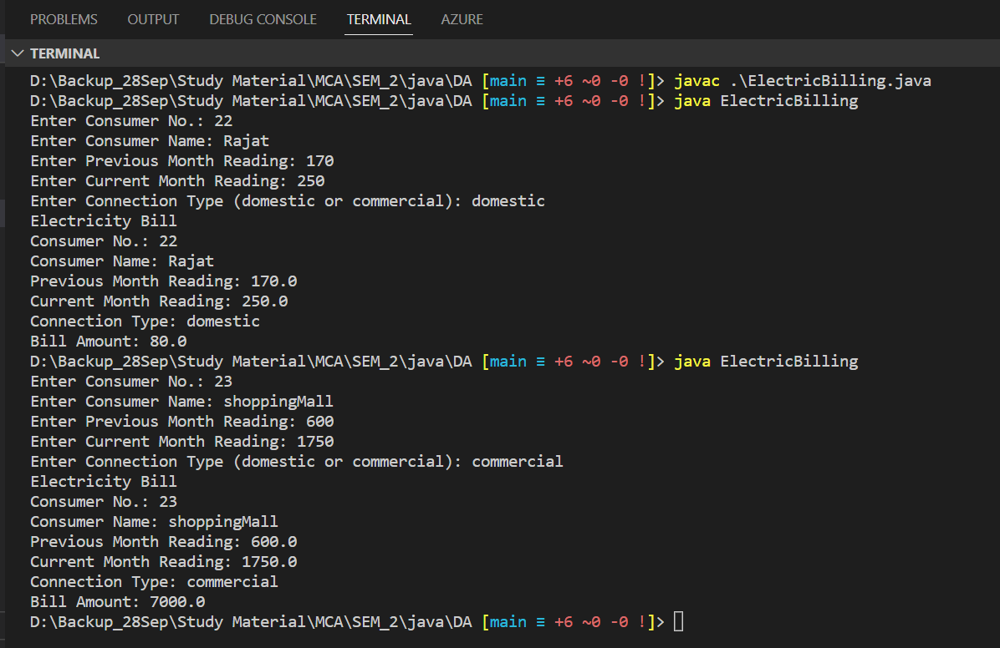 PROBLEMS OUTPUT DEBUG CONSOLE TERMINAL AZURE
TERMINAL
D:\Backup_28Sep\Study Material\MCA\SEM_2\java\DA [main ≡ +6 ~0 -0 !]> javac .\ElectricBilling.java
D:\Backup_28Sep\Study Material\MCA\SEM_2\java\DA [main ≡ +6 ~0 -0 !]> java ElectricBilling
Enter Consumer No.: 22
Enter Consumer Name: Rajat
Enter Previous Month Reading: 170
Enter Current Month Reading: 250
Enter Connection Type (domestic or commercial): domestic
Electricity Bill
Consumer No.: 22
Consumer Name: Rajat
Previous Month Reading: 170.0
Current Month Reading: 250.0
Connection Type: domestic
Bill Amount: 80.0
D:\Backup_28Sep\Study Material\MCA\SEM_2\java\DA [main ≡ +6 ~0 -0 !]> java ElectricBilling
Enter Consumer No.: 23
Enter Consumer Name: shoppingMall
Enter Previous Month Reading: 600
Enter Current Month Reading: 1750
Enter Connection Type (domestic or commercial): commercial
Electricity Bill
Consumer No.: 23
Consumer Name: shoppingMall
Previous Month Reading: 600.0
Current Month Reading: 1750.0
Connection Type: commercial
Bill Amount: 7000.0
D:\Backup_28Sep\Study Material\MCA\SEM_2\java\DA [main ≡ +6 ~0 -0 !]>